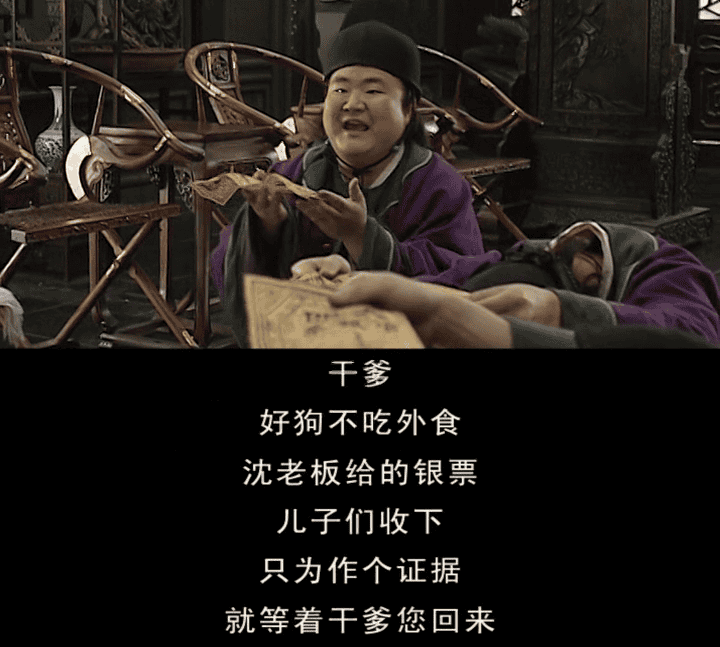 干爹
好狗不吃外食
沈老板给的银票
儿子们收下
只为作个证据
就等着干爹您回来